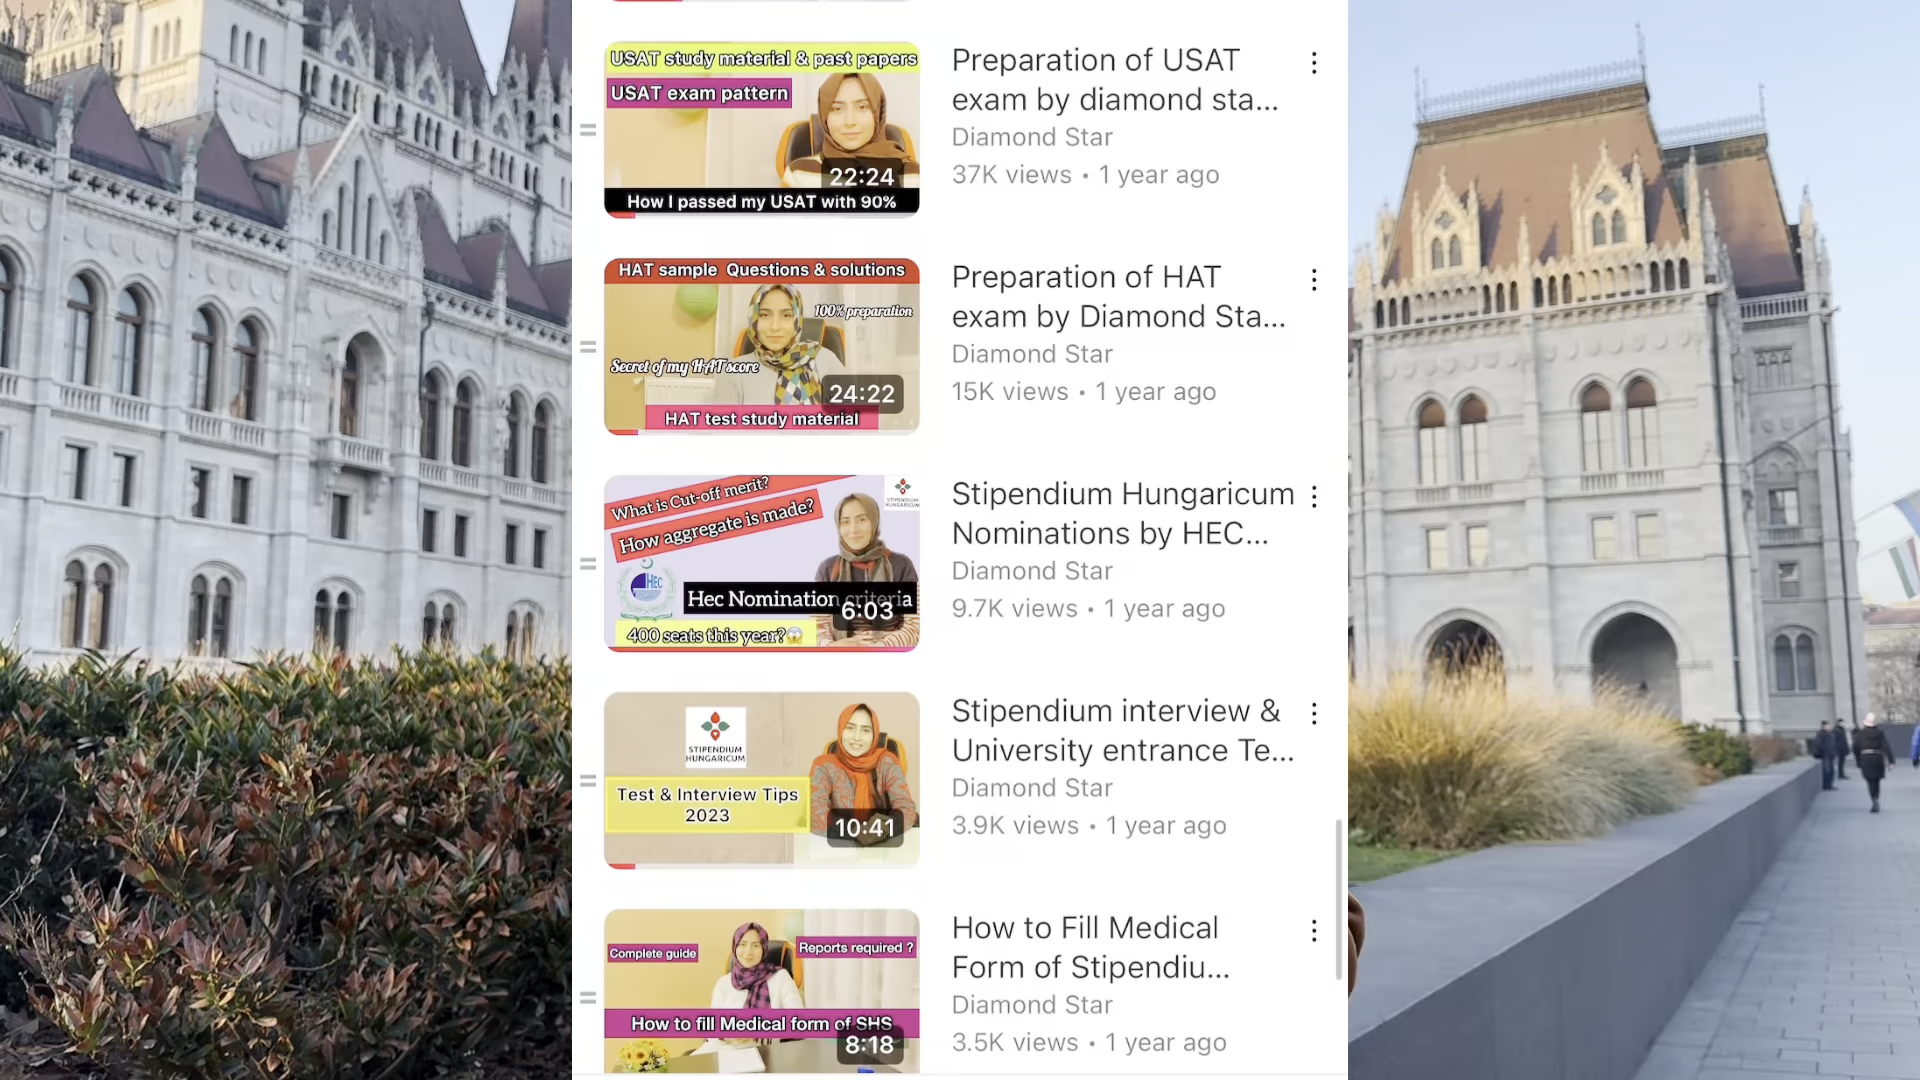 USAT study material & past papers
USAT exam pattern
22:24
How I passed my USAT with 90%
Preparation of USAT
exam by diamond sta...
Diamond Star
37K views • 1 year ago
HAT sample Questions & solutions
100% preparation
Secret of my HAT score
24:22
HAT test study material
Preparation of HAT
exam by Diamond Sta...
Diamond Star
15K views • 1 year ago
What is Cut-off merit?
How aggregate is made?
STIPENDIUM
HUNGARICUM
HEC
Hec Nomination criteria
6:03
400 seats this year?😱
Stipendium Hungaricum
Nominations by HEC...
Diamond Star
9.7K views • 1 year ago
STIPENDIUM
HUNGARICUM
Test & Interview Tips
2023
10:41
Stipendium interview &
University entrance Te...
Diamond Star
3.9K views • 1 year ago
Complete guide
Reports required ?
How to fill Medical form of SHS
8:18
How to Fill Medical
Form of Stipendiu...
Diamond Star
3.5K views • 1 year ago